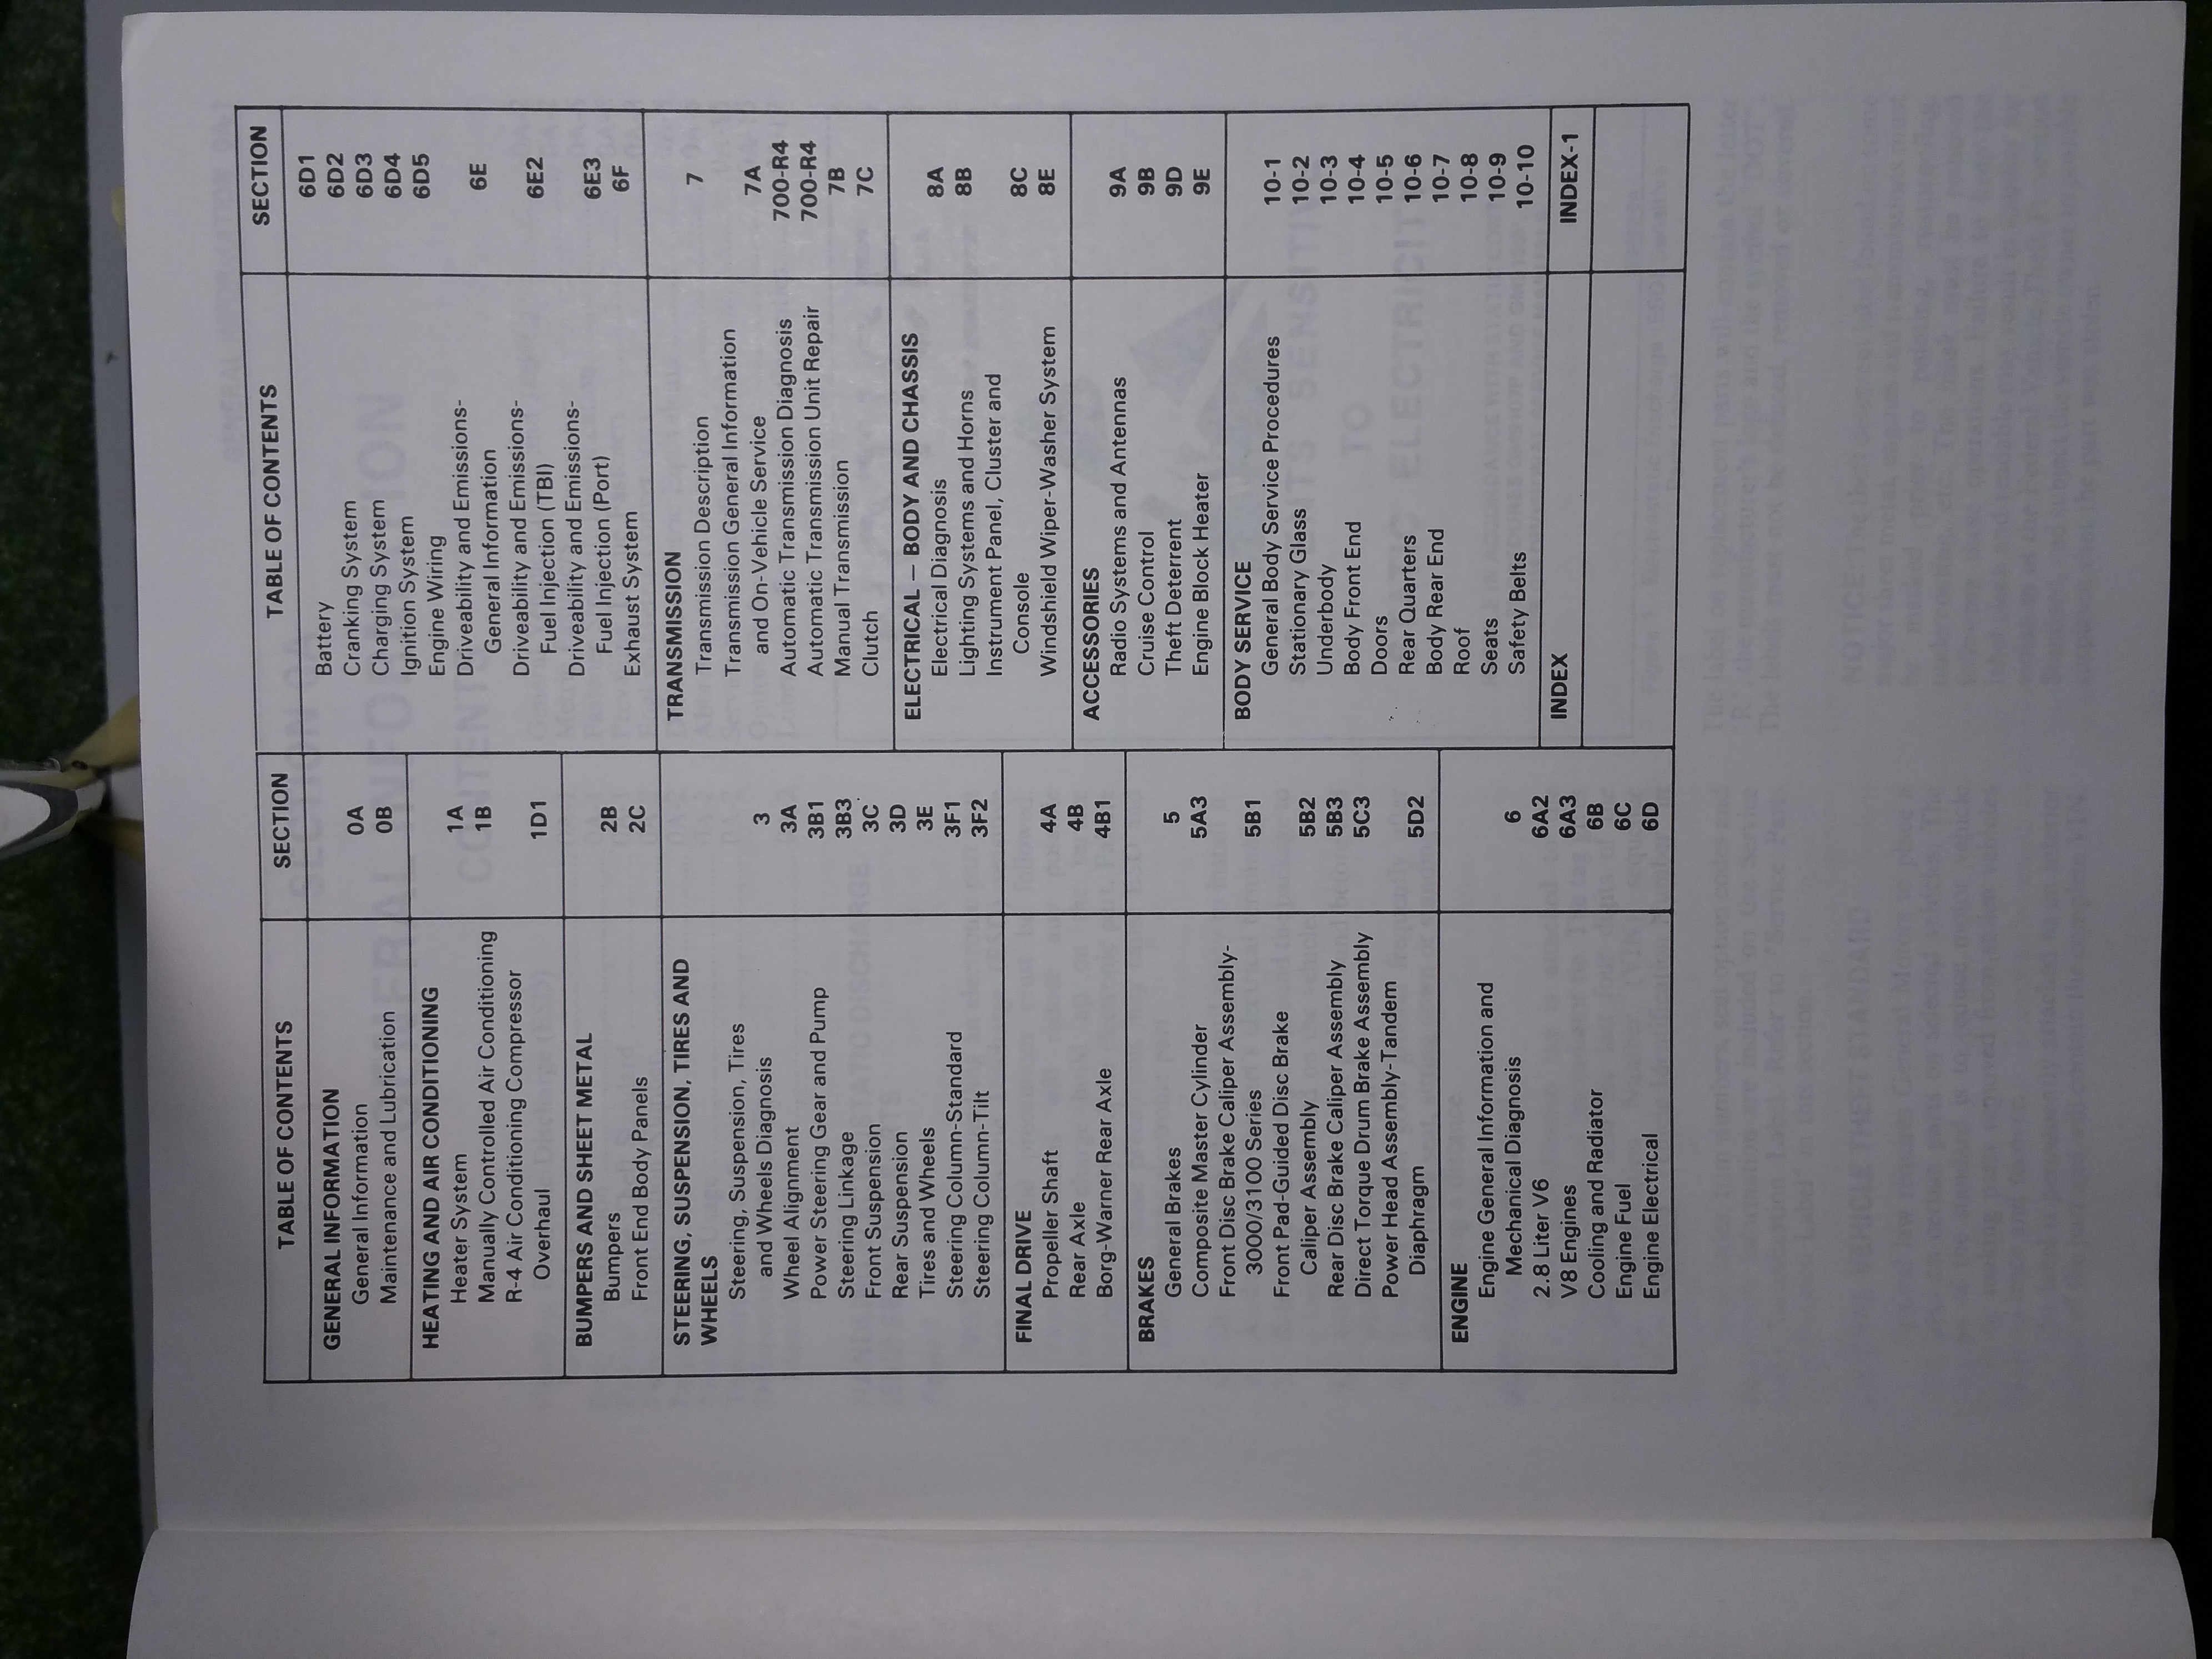 TABLE OF CONTENTS SECTION
GENERAL INFORMATION
General Information 0A
Maintenance and Lubrication 0B
HEATING AND AIR CONDITIONING
Heater System 1A
Manually Controlled Air Conditioning 1B
R-4 Air Conditioning Compressor
Overhaul 1D1
BUMPERS AND SHEET METAL
Bumpers 2B
Front End Body Panels 2C
STEERING, SUSPENSION, TIRES AND
WHEELS
Steering, Suspension, Tires
and Wheels Diagnosis 3
Wheel Alignment 3A
Power Steering Gear and Pump 3B1
Steering Linkage 3B3
Front Suspension 3C
Rear Suspension 3D
Tires and Wheels 3E
Steering Column-Standard 3F1
Steering Column-Tilt 3F2
FINAL DRIVE
Propeller Shaft 4A
Rear Axle 4B
Borg-Warner Rear Axle 4B1
BRAKES
General Brakes 5
Composite Master Cylinder 5A3
Front Disc Brake Caliper Assembly-
3000/3100 Series 5B1
Front Pad-Guided Disc Brake
Caliper Assembly 5B2
Rear Disc Brake Caliper Assembly 5B3
Direct Torque Drum Brake Assembly 5C3
Power Head Assembly-Tandem
Diaphragm 5D2
ENGINE
Engine General Information and
Mechanical Diagnosis 6
2.8 Liter V6 6A2
V8 Engines 6A3
Cooling and Radiator 6B
Engine Fuel 6C
Engine Electrical 6D
TABLE OF CONTENTS SECTION
Battery 6D1
Cranking System 6D2
Charging System 6D3
Ignition System 6D4
Engine Wiring 6D5
Driveability and Emissions-
General Information 6E
Driveability and Emissions-
Fuel Injection (TBI) 6E2
Driveability and Emissions-
Fuel Injection (Port) 6E3
Exhaust System 6F
TRANSMISSION
Transmission Description 7
Transmission General Information
and On-Vehicle Service 7A
Automatic Transmission Diagnosis 700-R4
Automatic Transmission Unit Repair 700-R4
Manual Transmission 7B
Clutch 7C
ELECTRICAL – BODY AND CHASSIS
Electrical Diagnosis 8A
Lighting Systems and Horns 8B
Instrument Panel, Cluster and
Console 8C
Windshield Wiper-Washer System 8E
ACCESSORIES
Radio Systems and Antennas 9A
Cruise Control 9B
Theft Deterrent 9D
Engine Block Heater 9E
BODY SERVICE
General Body Service Procedures 10-1
Stationary Glass 10-2
Underbody 10-3
Body Front End 10-4
Doors 10-5
Rear Quarters 10-6
Body Rear End 10-7
Roof 10-8
Seats 10-9
Safety Belts 10-10
INDEX INDEX-1